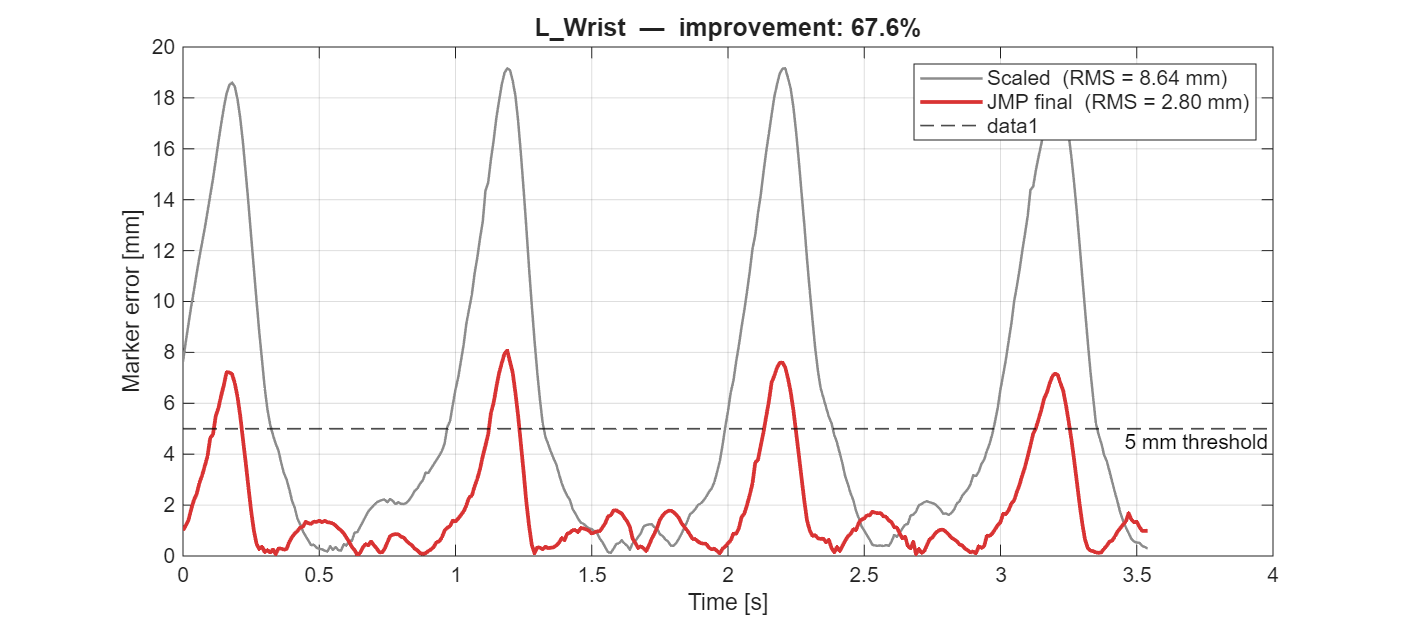 L_Wrist — improvement: 67.6%
20
18
16
14
12
10
8
6
4
2
0
Marker error [mm]
Scaled (RMS = 8.64 mm)
JMP final (RMS = 2.80 mm)
data1
5 mm threshold
0 0.5 1 1.5 2 2.5 3 3.5 4
Time [s]